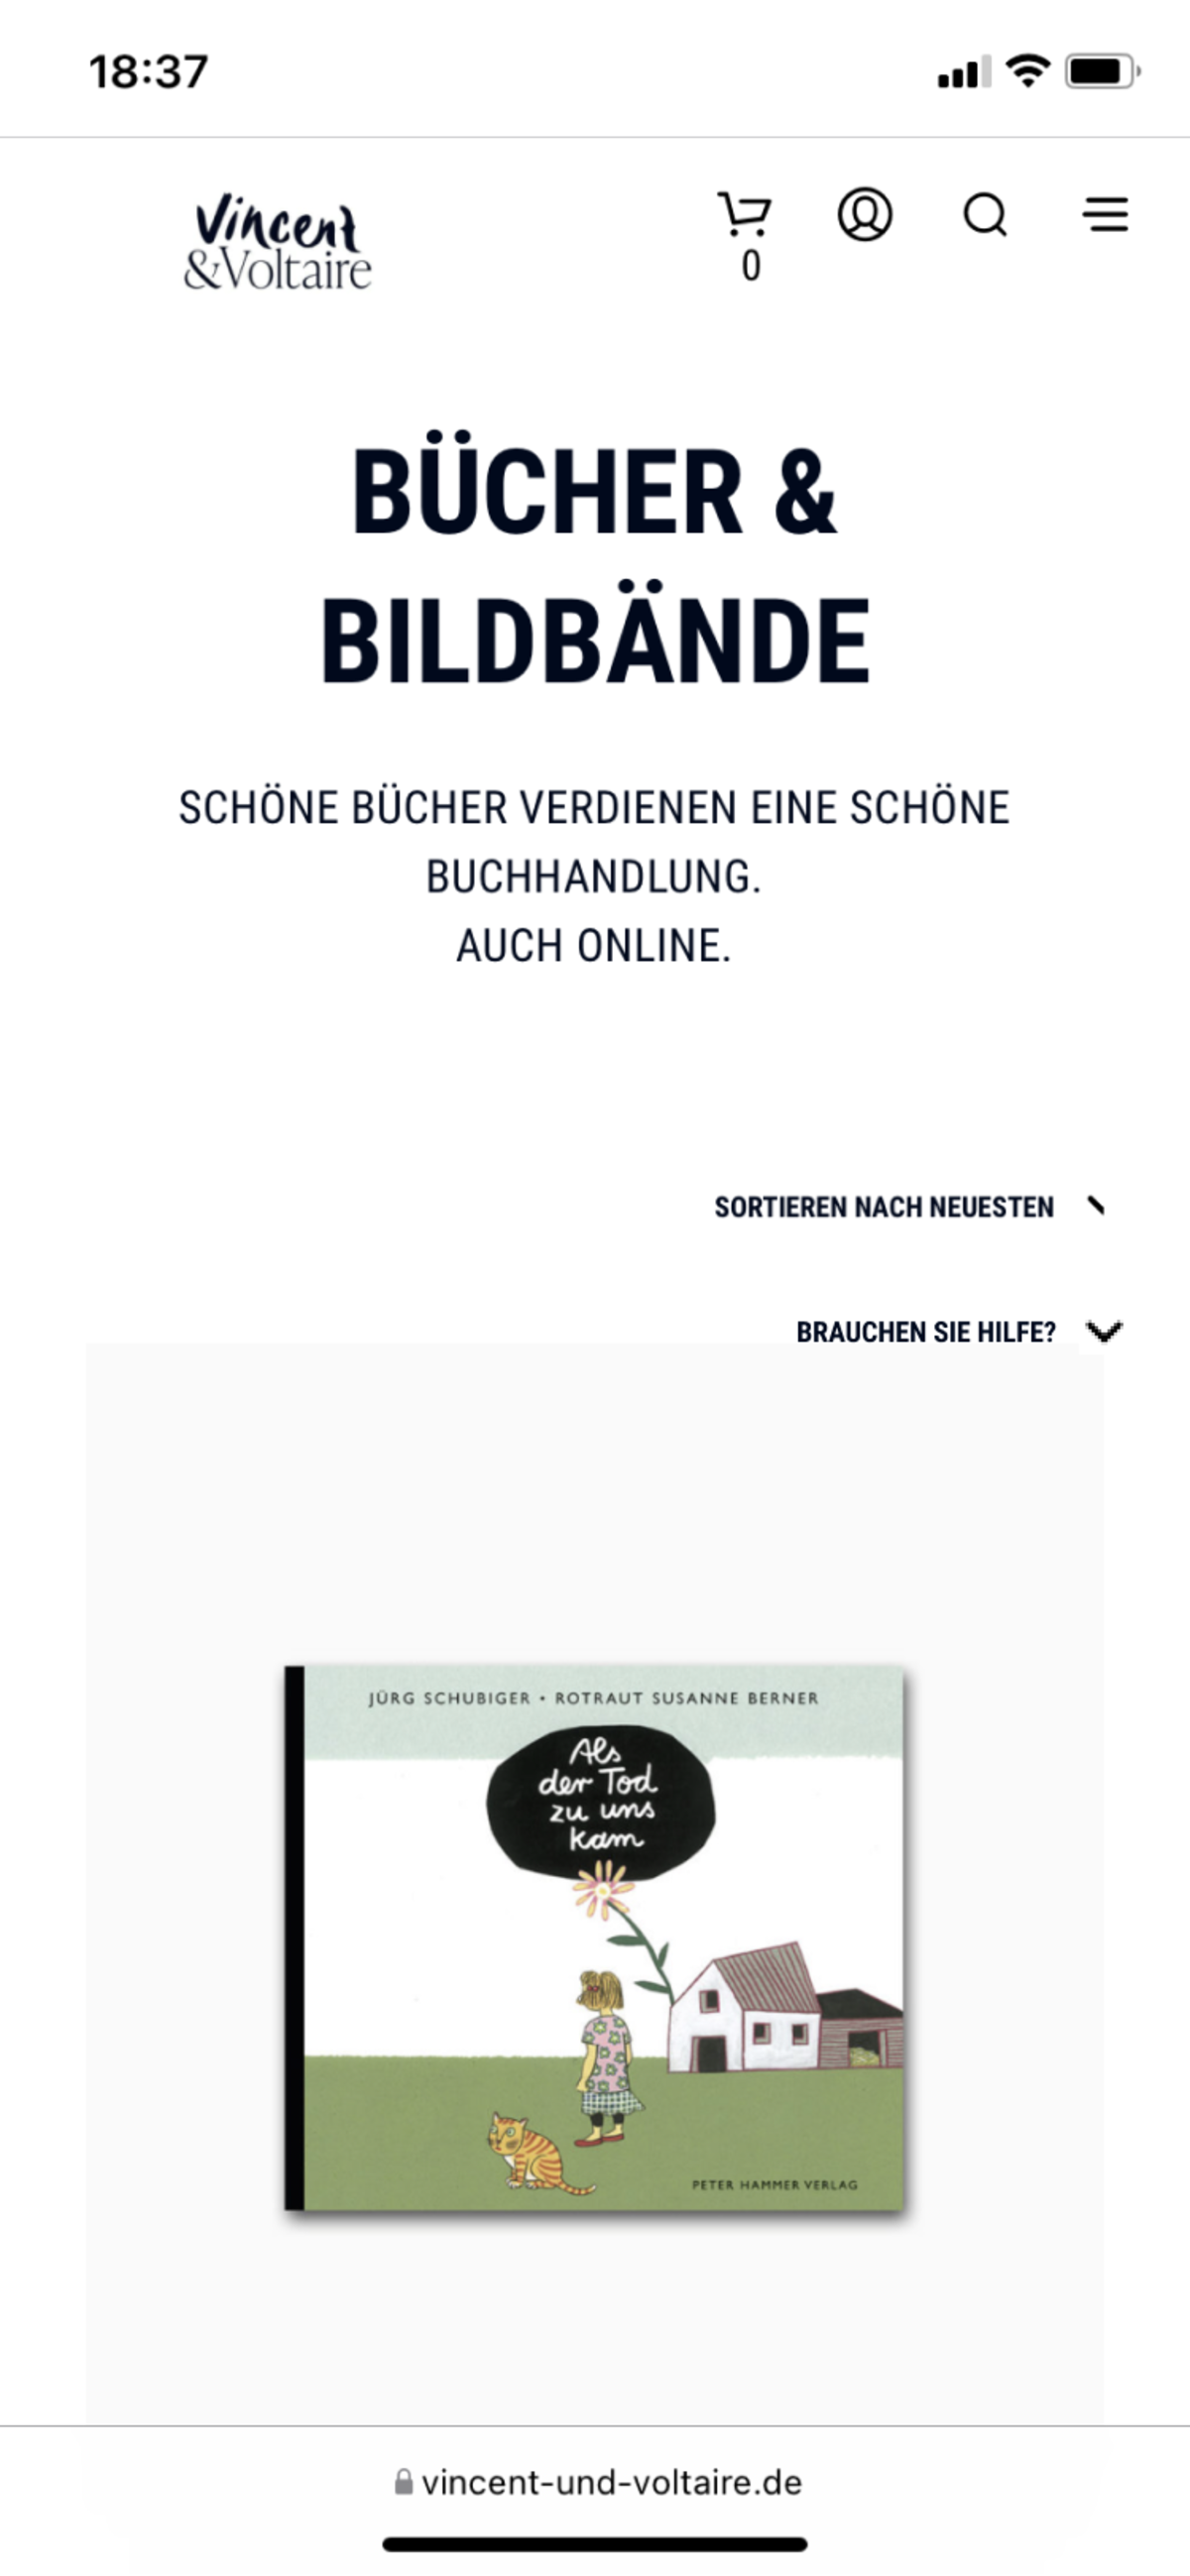 18:37
Vincent
&Voltaire
0
BÜCHER &
BILDBÄNDE
SCHÖNE BÜCHER VERDIENEN EINE SCHÖNE
BUCHHANDLUNG.
AUCH ONLINE.
SORTIEREN NACH NEUESTEN
BRAUCHEN SIE HILFE?
JÜRG SCHUBIGER • ROTRAUT SUSANNE BERNER
Als
der Tod
zu uns
kam
PETER HAMMER VERLAG
vincent-und-voltaire.de